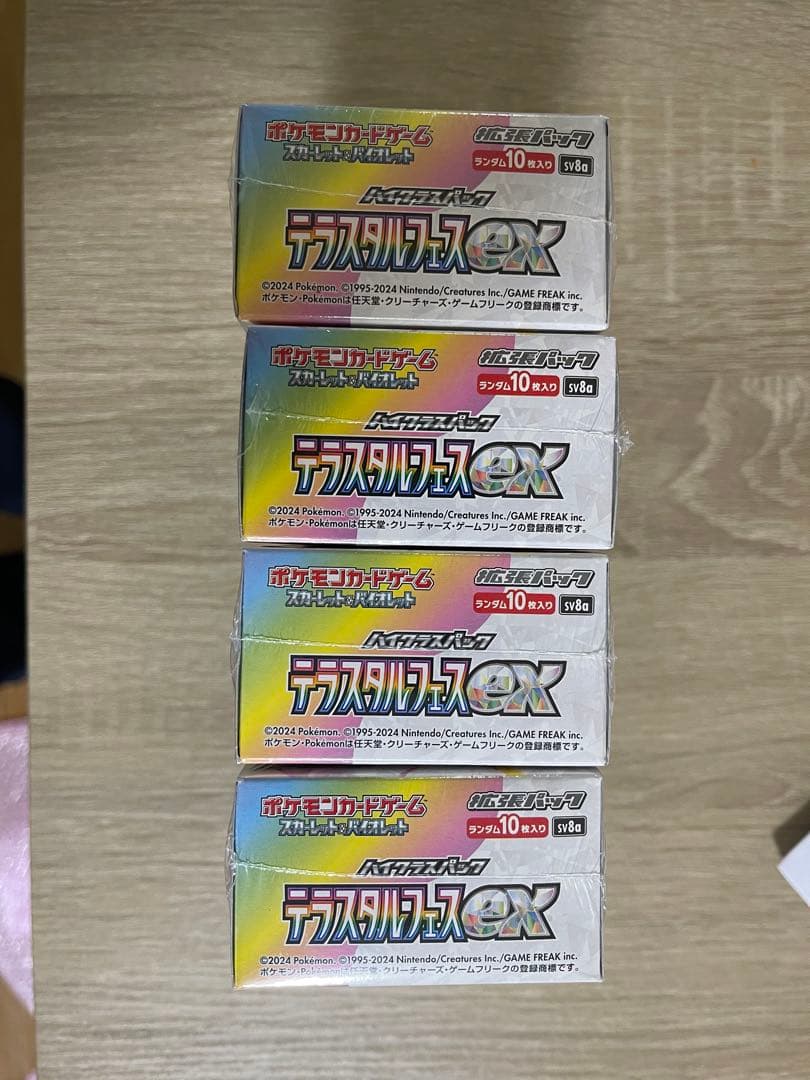 ポケモンカードゲーム 拡張パック
スカーレット&バイオレット ランダム10枚入り sv8a
ハイクラスパック
テラスタルフェスex
©2024 Pokémon. ©1995-2024 Nintendo/Creatures Inc./GAME FREAK inc.
ポケモン・Pokémonは任天堂・クリーチャーズ・ゲームフリークの登録商標です。
ポケモンカードゲーム 拡張パック
スカーレット&バイオレット ランダム10枚入り sv8a
ハイクラスパック
テラスタルフェスex
©2024 Pokémon. ©1995-2024 Nintendo/Creatures Inc./GAME FREAK inc.
ポケモン・Pokémonは任天堂・クリーチャーズ・ゲームフリークの登録商標です。
ポケモンカードゲーム 拡張パック
スカーレット&バイオレット ランダム10枚入り sv8a
ハイクラスパック
テラスタルフェスex
©2024 Pokémon. ©1995-2024 Nintendo/Creatures Inc./GAME FREAK inc.
ポケモン・Pokémonは任天堂・クリーチャーズ・ゲームフリークの登録商標です。
ポケモンカードゲーム 拡張パック
スカーレット&バイオレット ランダム10枚入り sv8a
ハイクラスパック
テラスタルフェスex
©2024 Pokémon. ©1995-2024 Nintendo/Creatures Inc./GAME FREAK inc.
ポケモン・Pokémonは任天堂・クリーチャーズ・ゲームフリークの登録商標です。